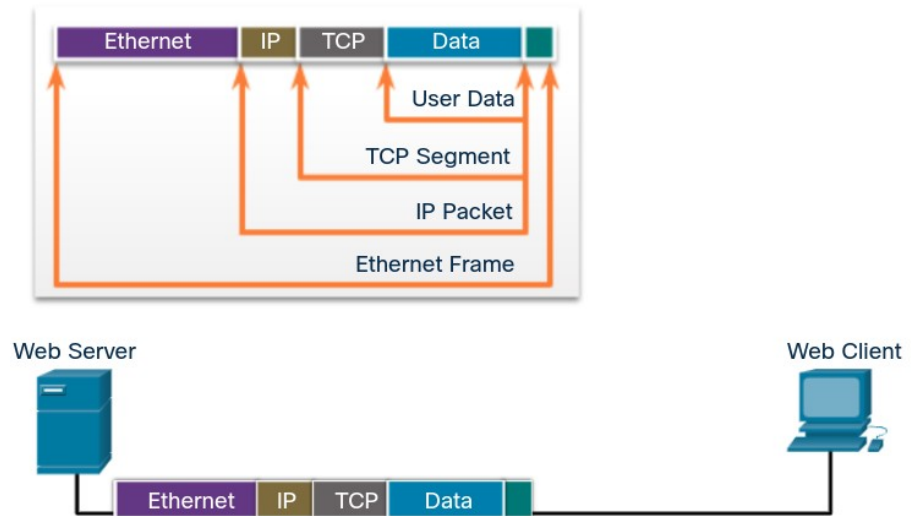 Ethernet IP TCP Data
User Data
TCP Segment
IP Packet
Ethernet Frame
Web Server Web Client
Ethernet IP TCP Data